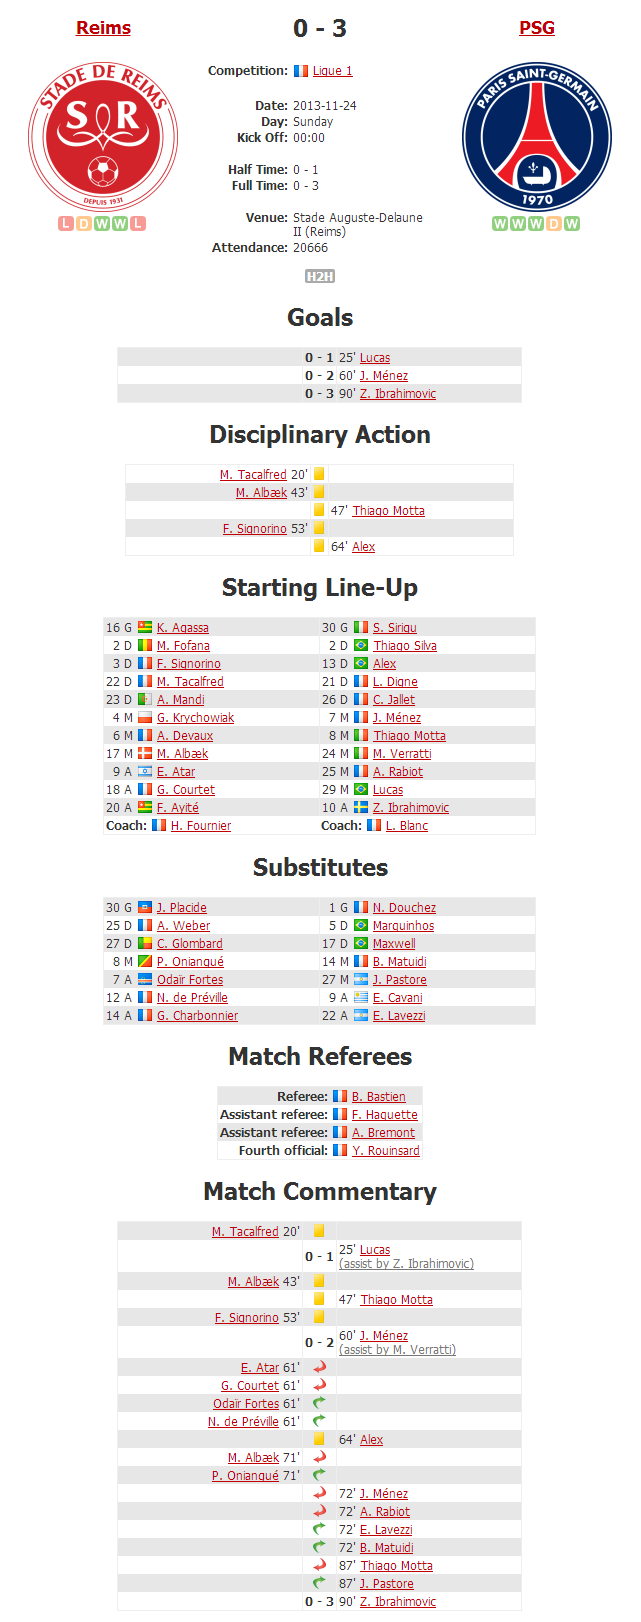 Reims 0 - 3 PSG
STADE DE REIMS
SR
DEPUIS 1931
PARIS SAINT-GERMAIN
1970
Competition: Ligue 1
Date: 2013-11-24
Day: Sunday
Kick Off: 00:00
Half Time: 0 - 1
Full Time: 0 - 3
Venue: Stade Auguste-Delaune
II (Reims)
Attendance: 20666
L D W W L
W W W D W
H2H
Goals
0 - 1 25' Lucas
0 - 2 60' J. Ménez
0 - 3 90' Z. Ibrahimovic
Disciplinary Action
M. Tacalfred 20'
M. Albæk 43'
47' Thiago Motta
F. Signorino 53'
64' Alex
Starting Line-Up
16 G K. Agassa 30 G S. Sirigu
2 D M. Fofana 2 D Thiago Silva
3 D F. Signorino 13 D Alex
22 D M. Tacalfred 21 D L. Digne
23 D A. Mandi 26 D C. Jallet
4 M G. Krychowiak 7 M J. Ménez
6 M A. Devaux 8 M Thiago Motta
17 M M. Albæk 24 M M. Verratti
9 A E. Atar 25 M A. Rabiot
18 A G. Courtet 29 M Lucas
20 A F. Ayité 10 A Z. Ibrahimovic
Coach: H. Fournier Coach: L. Blanc
Substitutes
30 G J. Placide 1 G N. Douchez
25 D A. Weber 5 D Marquinhos
27 D C. Glombard 17 D Maxwell
8 M P. Oniangué 14 M B. Matuidi
7 A Odaïr Fortes 27 M J. Pastore
12 A N. de Préville 9 A E. Cavani
14 A G. Charbonnier 22 A E. Lavezzi
Match Referees
Referee: B. Bastien
Assistant referee: F. Haquette
Assistant referee: A. Bremont
Fourth official: Y. Rouinsard
Match Commentary
M. Tacalfred 20'
0 - 1 25' Lucas
(assist by Z. Ibrahimovic)
M. Albæk 43'
47' Thiago Motta
F. Signorino 53'
0 - 2 60' J. Ménez
(assist by M. Verratti)
E. Atar 61'
G. Courtet 61'
Odaïr Fortes 61'
N. de Préville 61'
64' Alex
M. Albæk 71'
P. Oniangué 71'
72' J. Ménez
72' A. Rabiot
72' E. Lavezzi
72' B. Matuidi
87' Thiago Motta
87' J. Pastore
0 - 3 90' Z. Ibrahimovic